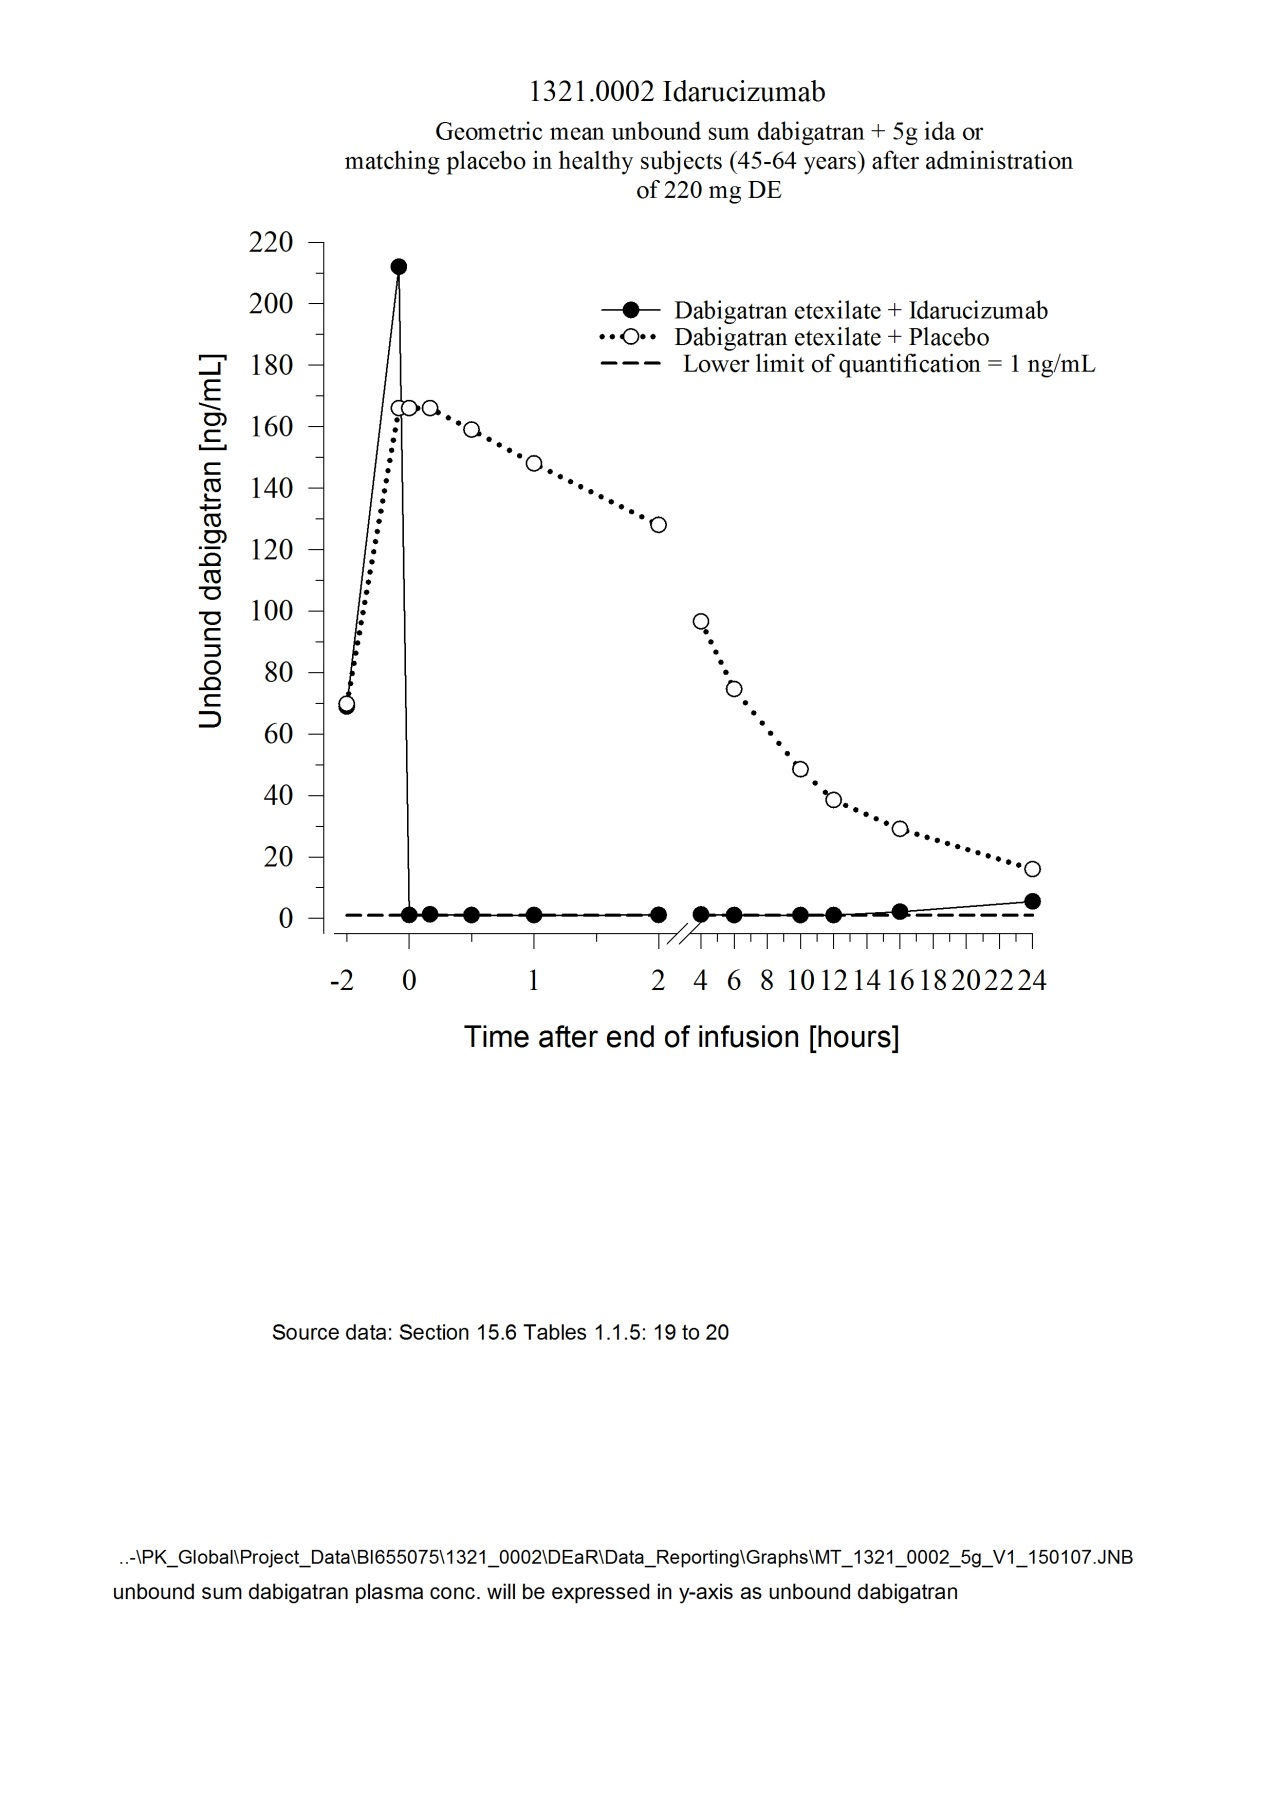 1321.0002 Idarucizumab
Geometric mean unbound sum dabigatran + 5g ida or
matching placebo in healthy subjects (45-64 years) after administration
of 220 mg DE
220
200
180
160
140
120
100
80
60
40
20
0
Unbound dabigatran [ng/mL]
Dabigatran etexilate + Idarucizumab
Dabigatran etexilate + Placebo
Lower limit of quantification = 1 ng/mL
-2 0 1 2 4 6 8 10 12 14 16 18 20 22 24
Time after end of infusion [hours]
Source data: Section 15.6 Tables 1.1.5: 19 to 20
..-\PK_Global\Project_Data\BI655075\1321_0002\DEaR\Data_Reporting\Graphs\MT_1321_0002_5g_V1_150107.JNB
unbound sum dabigatran plasma conc. will be expressed in y-axis as unbound dabigatran